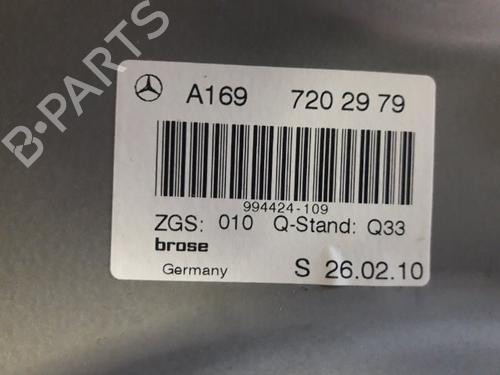 A169 720 29 79
994424-109
ZGS: 010 Q-Stand: Q33
brose
Germany S 26.02.10
B-PARTS